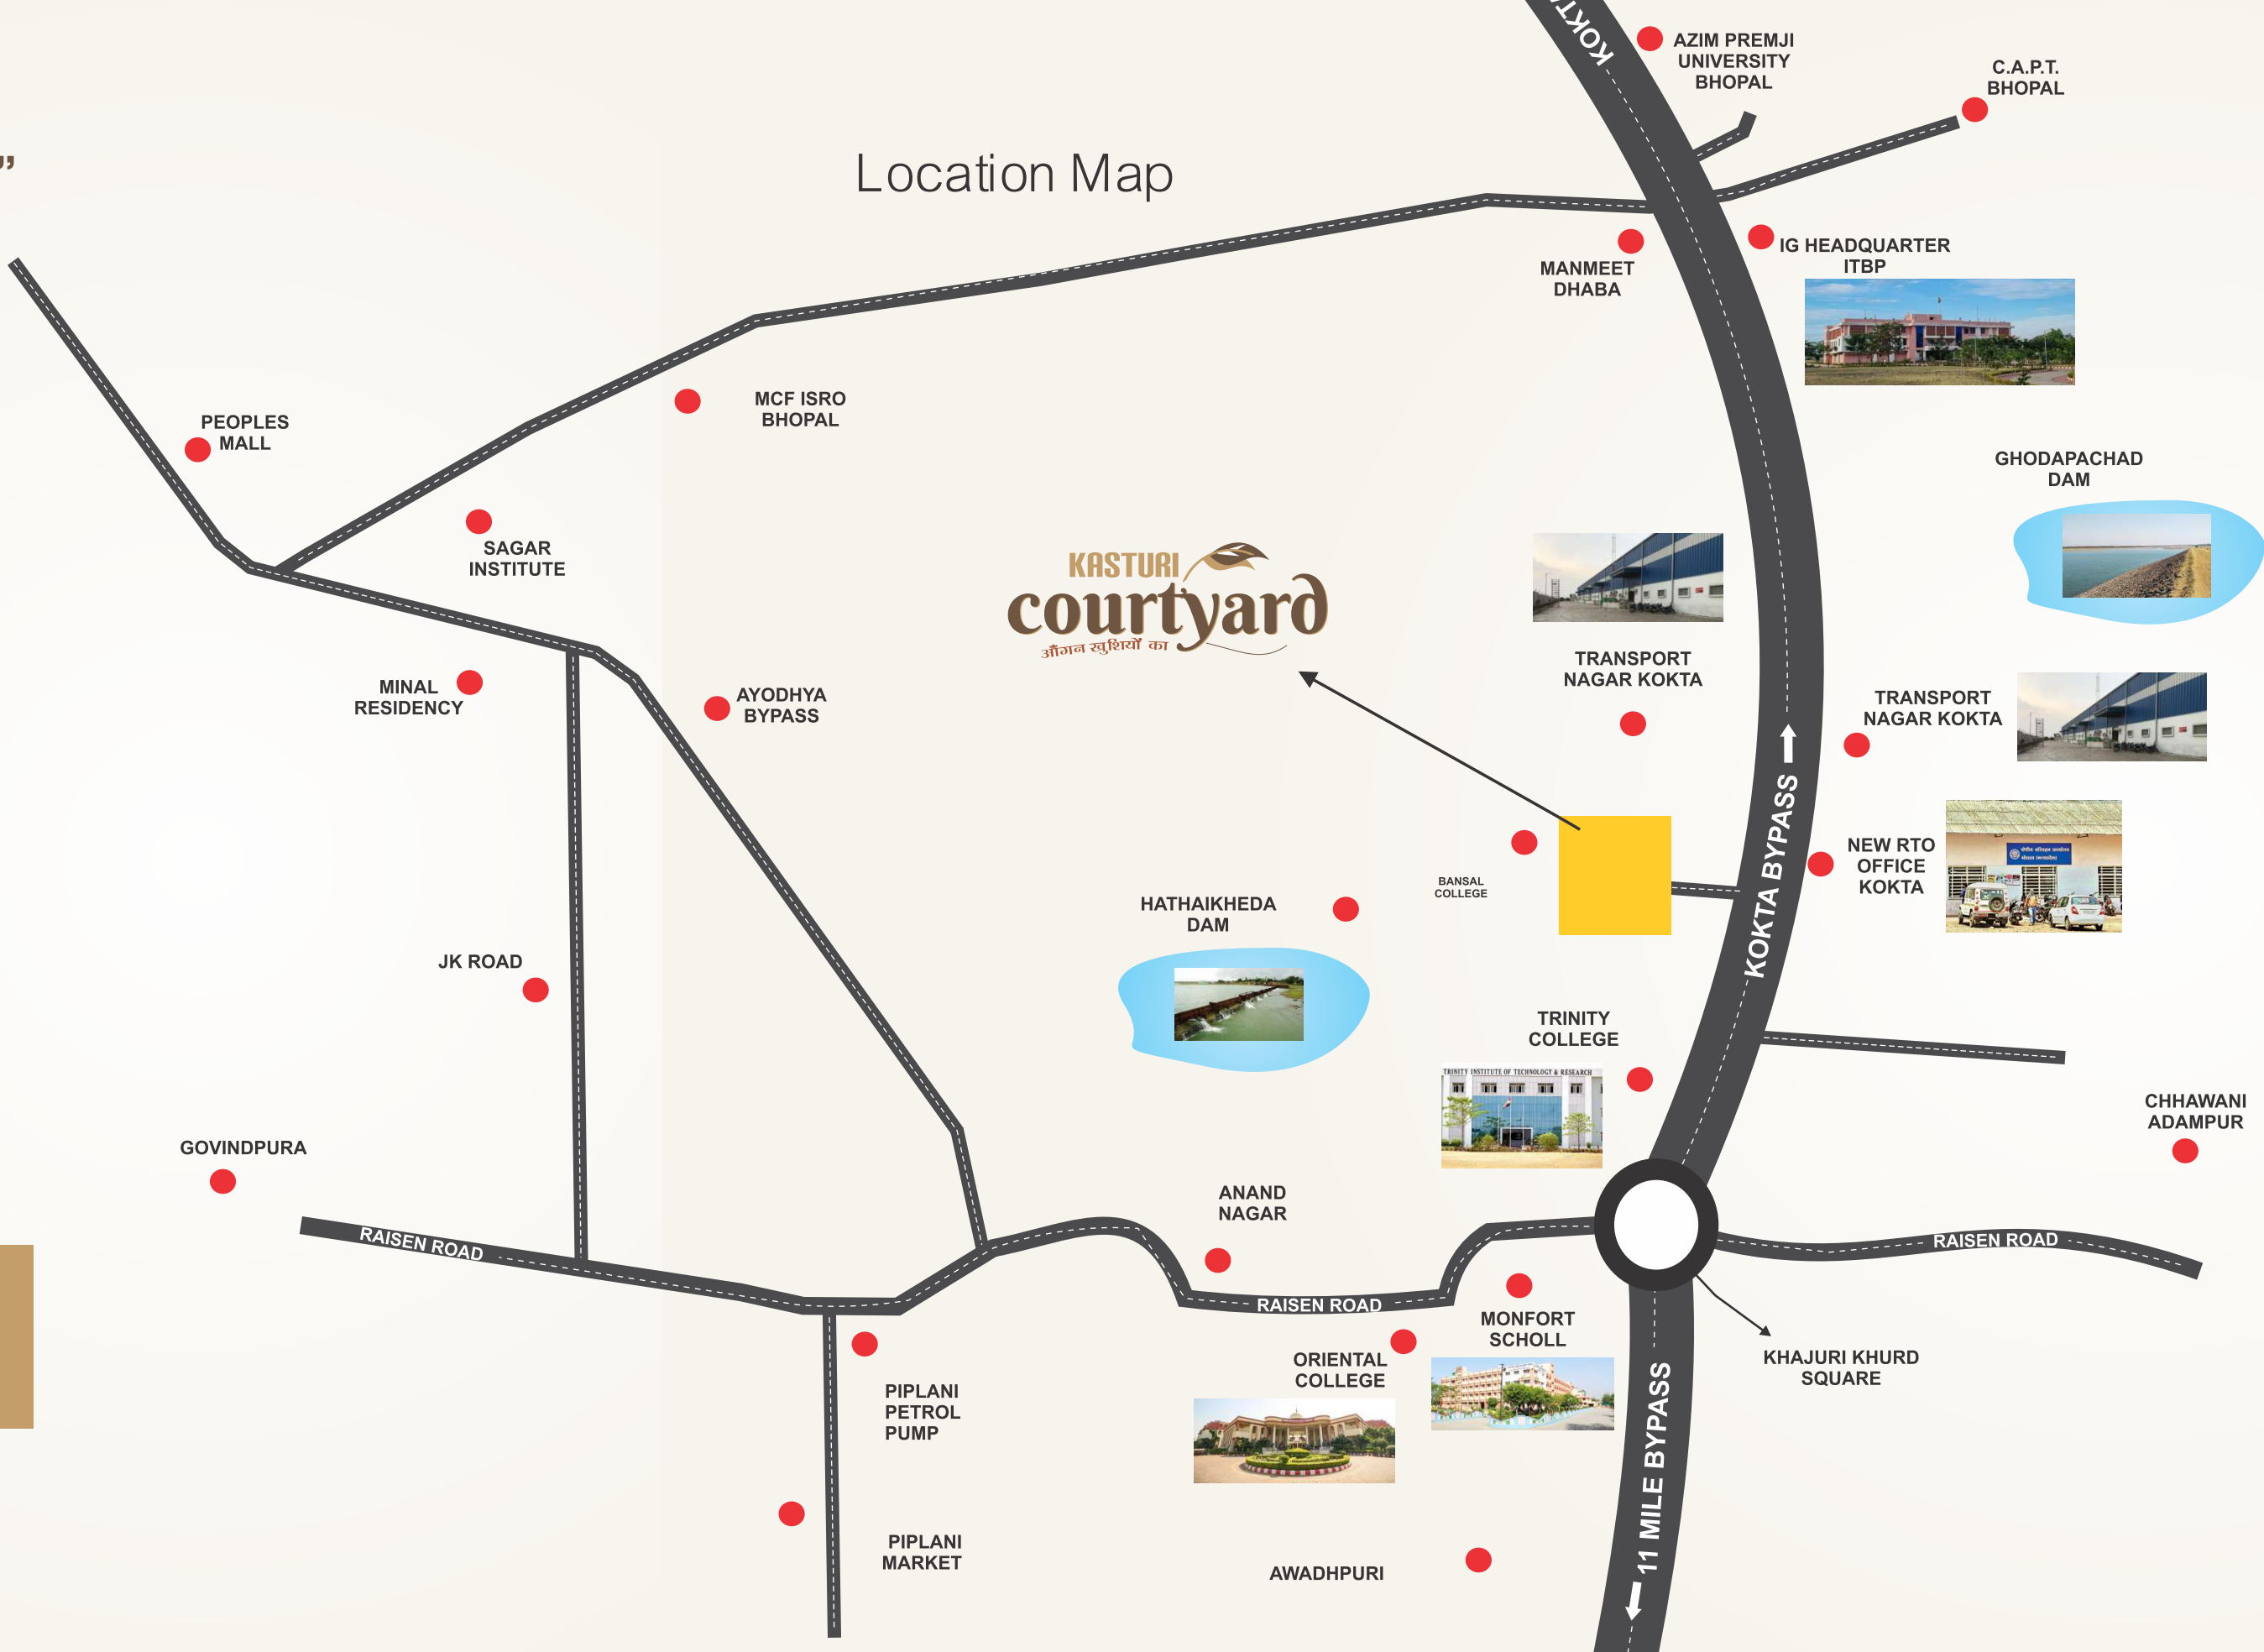 ”
Location Map
KOKTA
AZIM PREMJI
UNIVERSITY
BHOPAL
C.A.P.T.
BHOPAL
MANMEET
DHABA
IG HEADQUARTER
ITBP
MCF ISRO
BHOPAL
PEOPLES
MALL
SAGAR
INSTITUTE
GHODAPACHAD
DAM
KASTURI
courtyard
आँगन खुशियों का
TRANSPORT
NAGAR KOKTA
TRANSPORT
NAGAR KOKTA
MINAL
RESIDENCY
AYODHYA
BYPASS
KOKTA BYPASS
NEW RTO
OFFICE
KOKTA
BANSAL
COLLEGE
HATHAIKHEDA
DAM
JK ROAD
TRINITY
COLLEGE
TRINITY INSTITUTE OF TECHNOLOGY & RESEARCH
CHHAWANI
ADAMPUR
GOVINDPURA
ANAND
NAGAR
RAISEN ROAD
RAISEN ROAD
RAISEN ROAD
MONFORT
SCHOLL
ORIENTAL
COLLEGE
KHAJURI KHURD
SQUARE
PIPLANI
PETROL
PUMP
11 MILE BYPASS
PIPLANI
MARKET
AWADHPURI